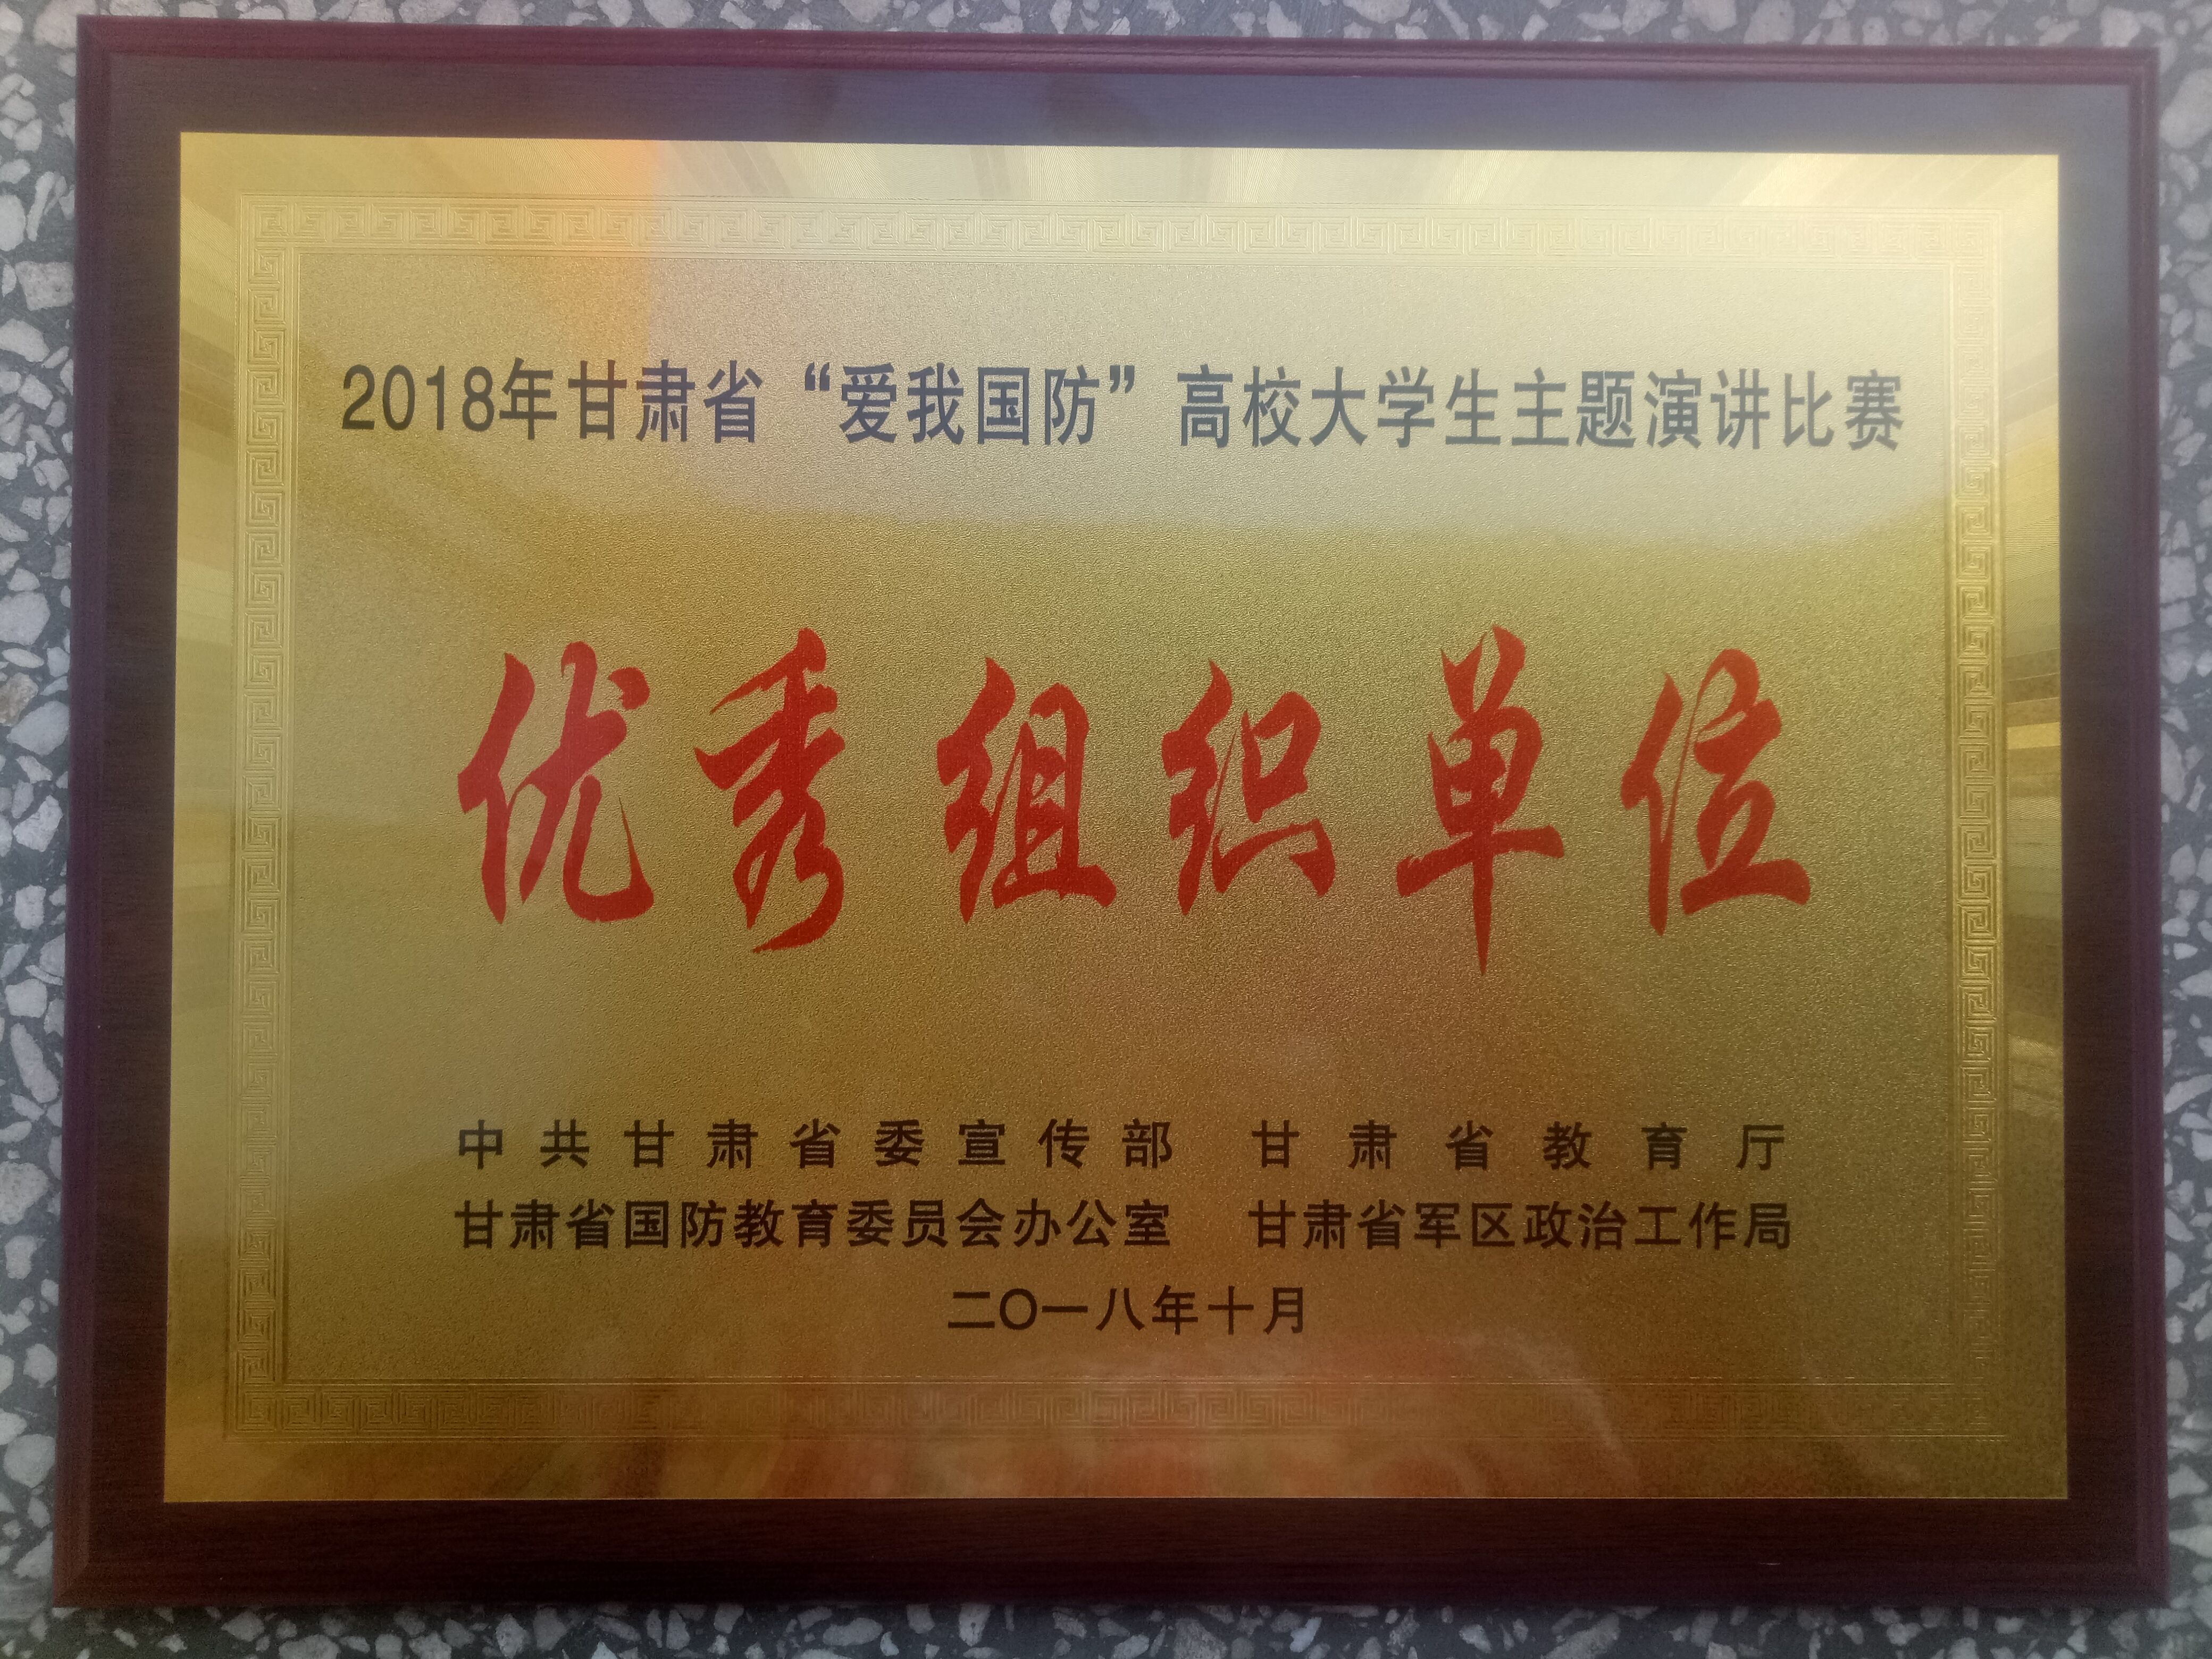 2018年甘肃省“爱我国防”高校大学生主题演讲比赛
优秀组织单位
中共甘肃省委宣传部 甘肃省教育厅
甘肃省国防教育委员会办公室 甘肃省军区政治工作局
二〇一八年十月